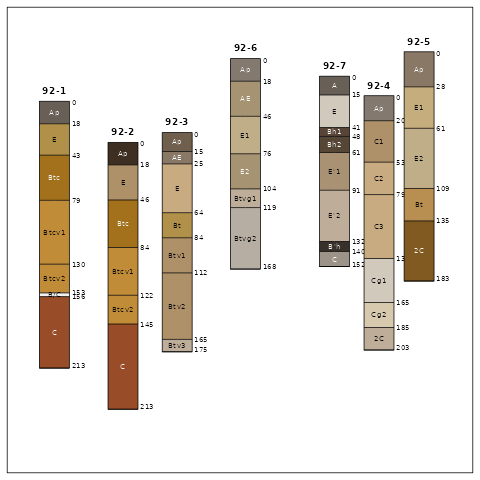 92-1
0
Ap
18
E
43
Btc
79
Btcv1
130
Btcv2
153
B/C
156
C
213
92-2
0
Ap
18
E
46
Btc
84
Btcv1
122
Btcv2
145
C
213
92-3
0
Ap
15
AE
25
E
64
Bt
84
Btv1
112
Btv2
165
Btv3
175
92-6
0
Ap
18
AE
46
E1
76
E2
104
Btvg1
119
Btvg2
168
92-7
0
A
15
E
41
Bh1
48
Bh2
61
E'1
91
E'2
132
B'h
140
C
152
92-4
0
Ap
20
C1
53
C2
79
C3
Cg1
165
Cg2
185
2C
203
92-5
0
Ap
28
E1
61
E2
109
Bt
135
2C
183